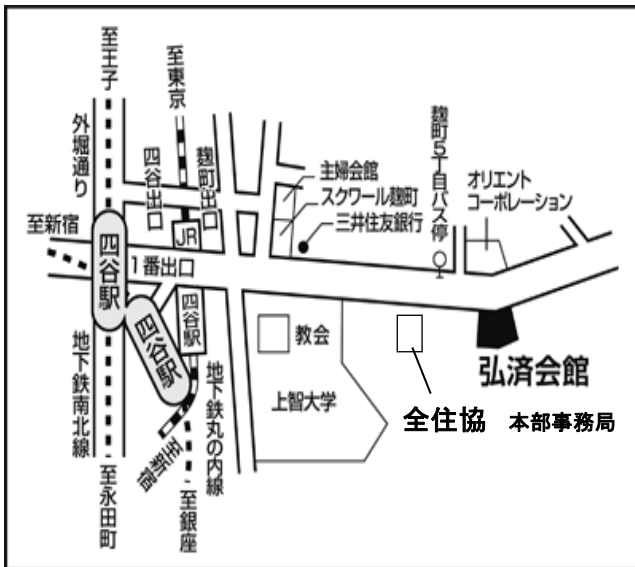 至王子
外堀通り
四谷出口
至東京
麹町出口
主婦会館
スクワール麹町
三井住友銀行
麹町5丁目バス停
オリエント
コーポレーション
至新宿
四谷駅
JR
1番出口
四谷駅
四谷駅
地下鉄南北線
至永田町
至新宿
至銀座
地下鉄丸の内線
教会
上智大学
弘済会館
全住協 本部事務局